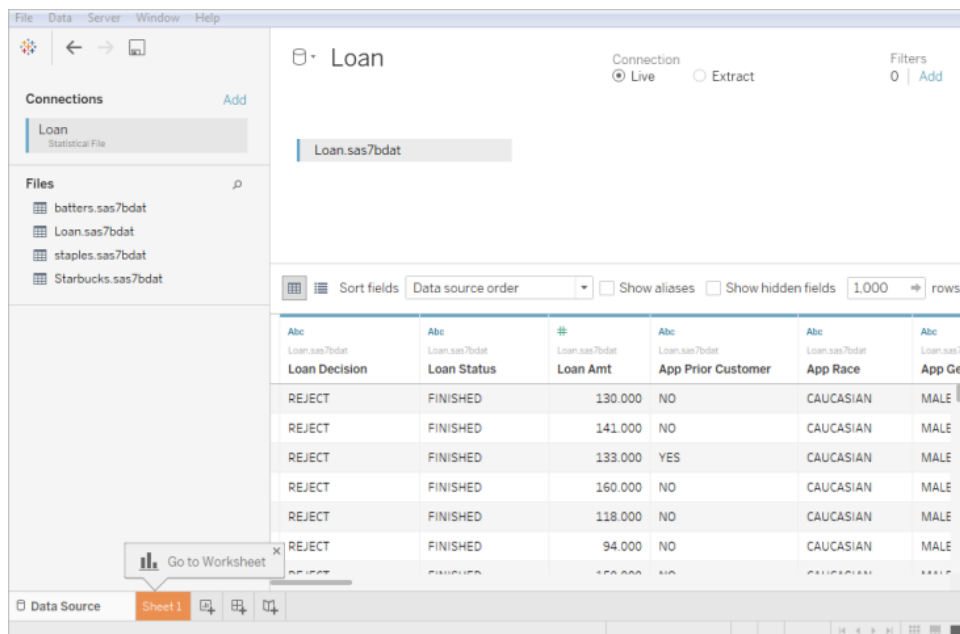 File Data Server Window Help
Loan
Connection
Live Extract
Filters
0 Add
Connections Add
Loan
Statistical File
Loan.sas7bdat
Files
batters.sas7bdat
Loan.sas7bdat
staples.sas7bdat
Starbucks.sas7bdat
Sort fields Data source order Show aliases Show hidden fields 1,000 rows
Abc Abc # Abc Abc Abc
Loan.sas7bdat Loan.sas7bdat Loan.sas7bdat Loan.sas7bdat Loan.sas7bdat Loan.sas7
Loan Decision Loan Status Loan Amt App Prior Customer App Race App Ge
REJECT FINISHED 130.000 NO CAUCASIAN MALE
REJECT FINISHED 141.000 NO CAUCASIAN MALE
REJECT FINISHED 133.000 YES CAUCASIAN MALE
REJECT FINISHED 160.000 NO CAUCASIAN MALE
REJECT FINISHED 118.000 NO CAUCASIAN MALE
REJECT FINISHED 94.000 NO CAUCASIAN MALE
Go to Worksheet
Data Source Sheet 1